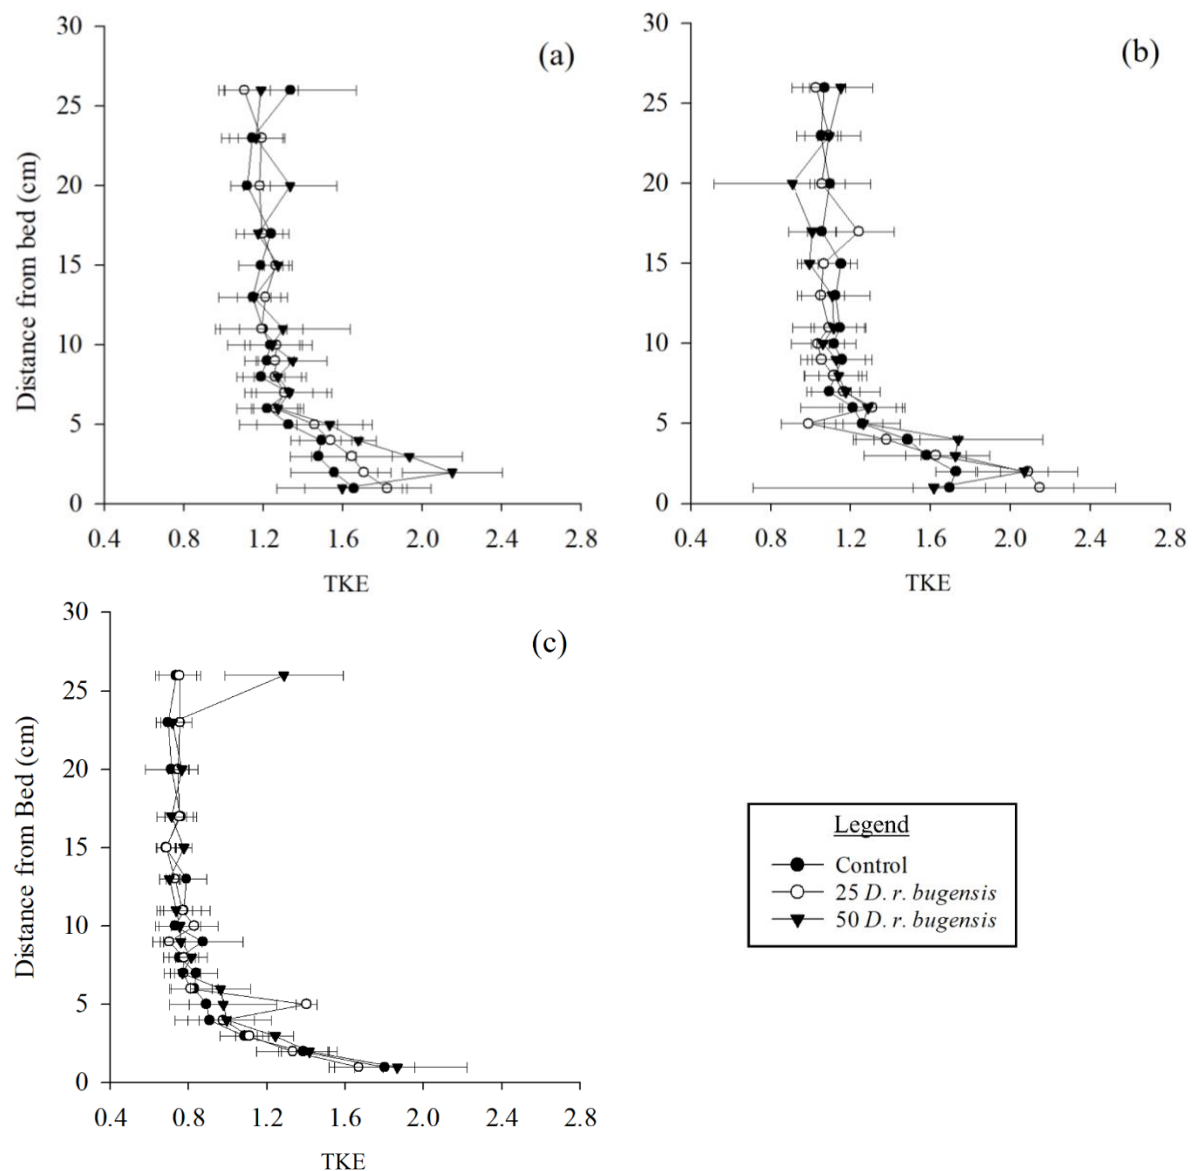 (a)
30
25
20
15
10
5
0
Distance from bed (cm)
0.4 0.8 1.2 1.6 2.0 2.4 2.8
TKE
(b)
30
25
20
15
10
5
0
0.4 0.8 1.2 1.6 2.0 2.4 2.8
TKE
(c)
30
25
20
15
10
5
0
Distance from Bed (cm)
0.4 0.8 1.2 1.6 2.0 2.4 2.8
TKE
Legend
Control
25 D. r. bugensis
50 D. r. bugensis